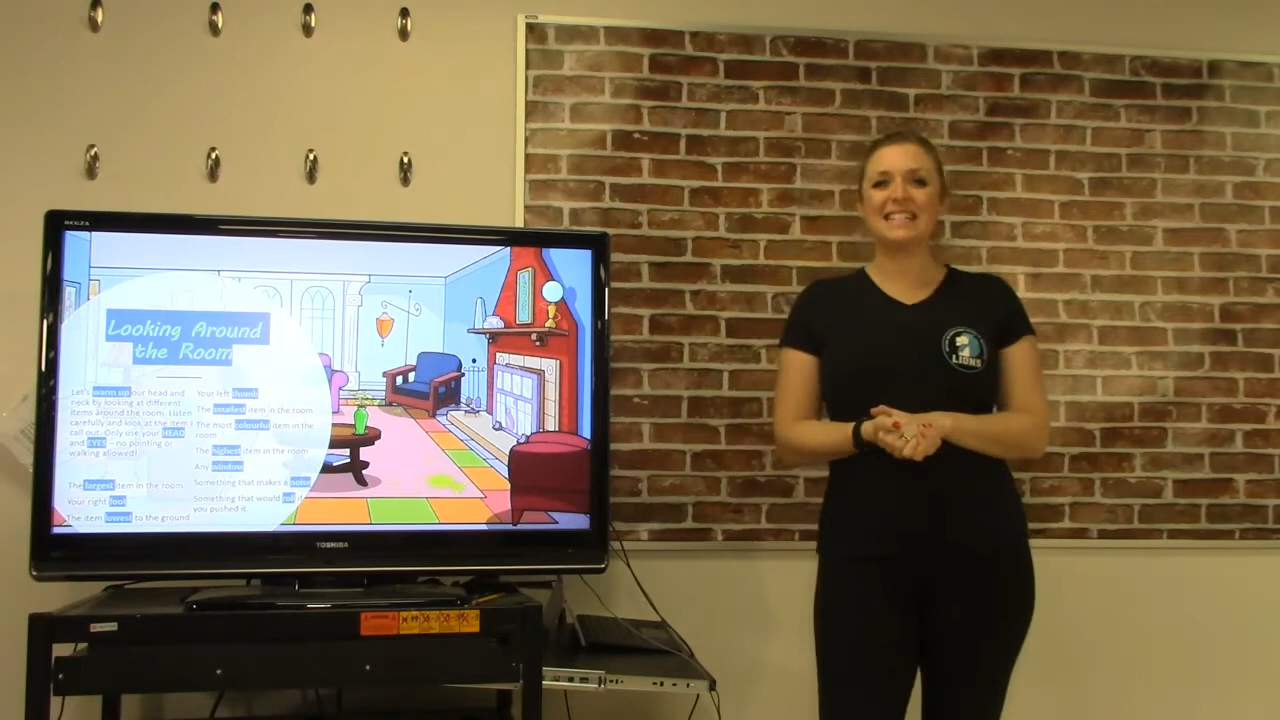 REGZA
Looking Around
the Room
Let's warm up our head and
neck by looking at different
items around the room. Listen
carefully and look at the item I
call out. Only use your HEAD
and EYES – no pointing or
walking allowed!
The largest item in the room
Your right foot
The item lowest to the ground
Your left thumb
The smallest item in the room
The most colourful item in the
room
The highest item in the room
Any window
Something that makes a noise
Something that would roll if
you pushed it.
TOSHIBA
LIONS